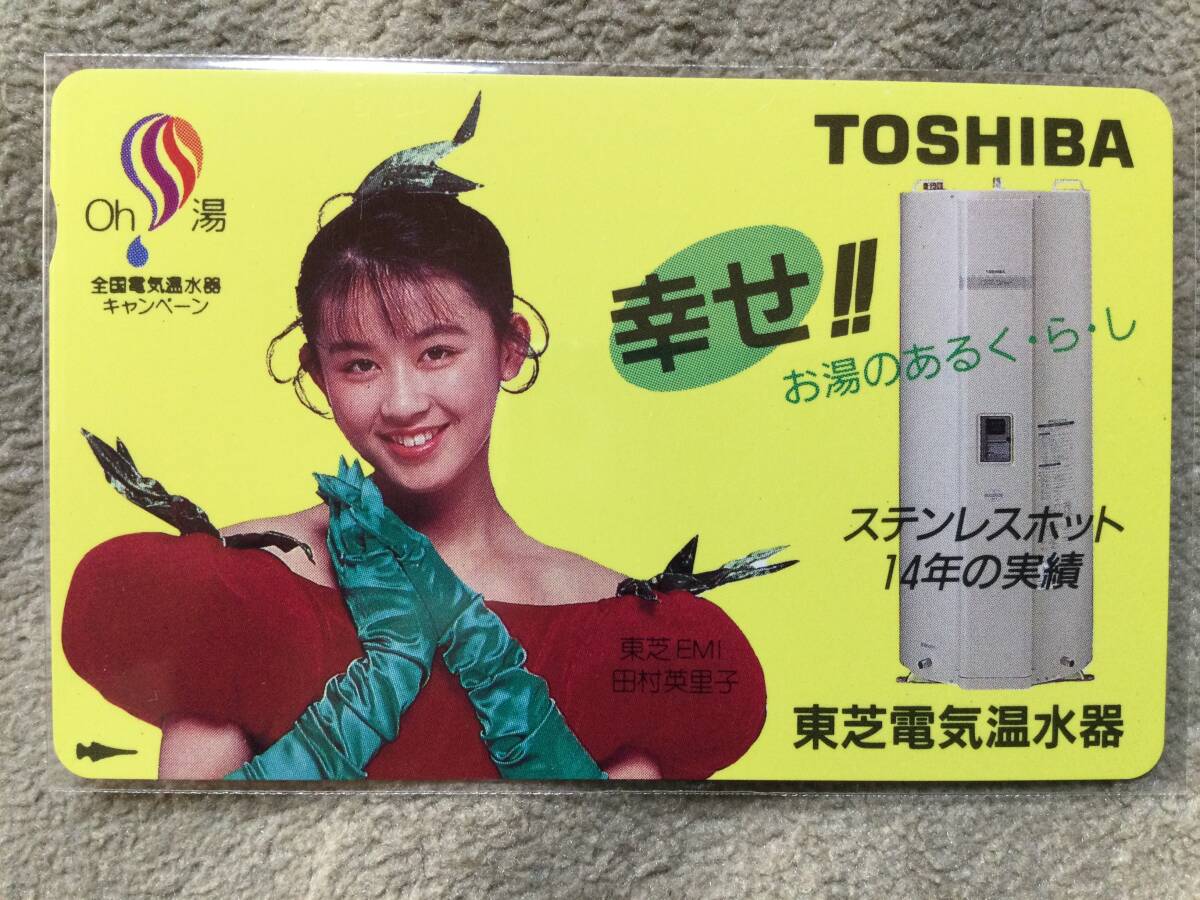 Oh 湯
全国電気温水器
キャンペーン
TOSHIBA
幸せ!!
お湯のあるく・ら・し
TOSHIBA
ステンレスホット
14年の実績
東芝EMI
田村英里子
東芝電気温水器